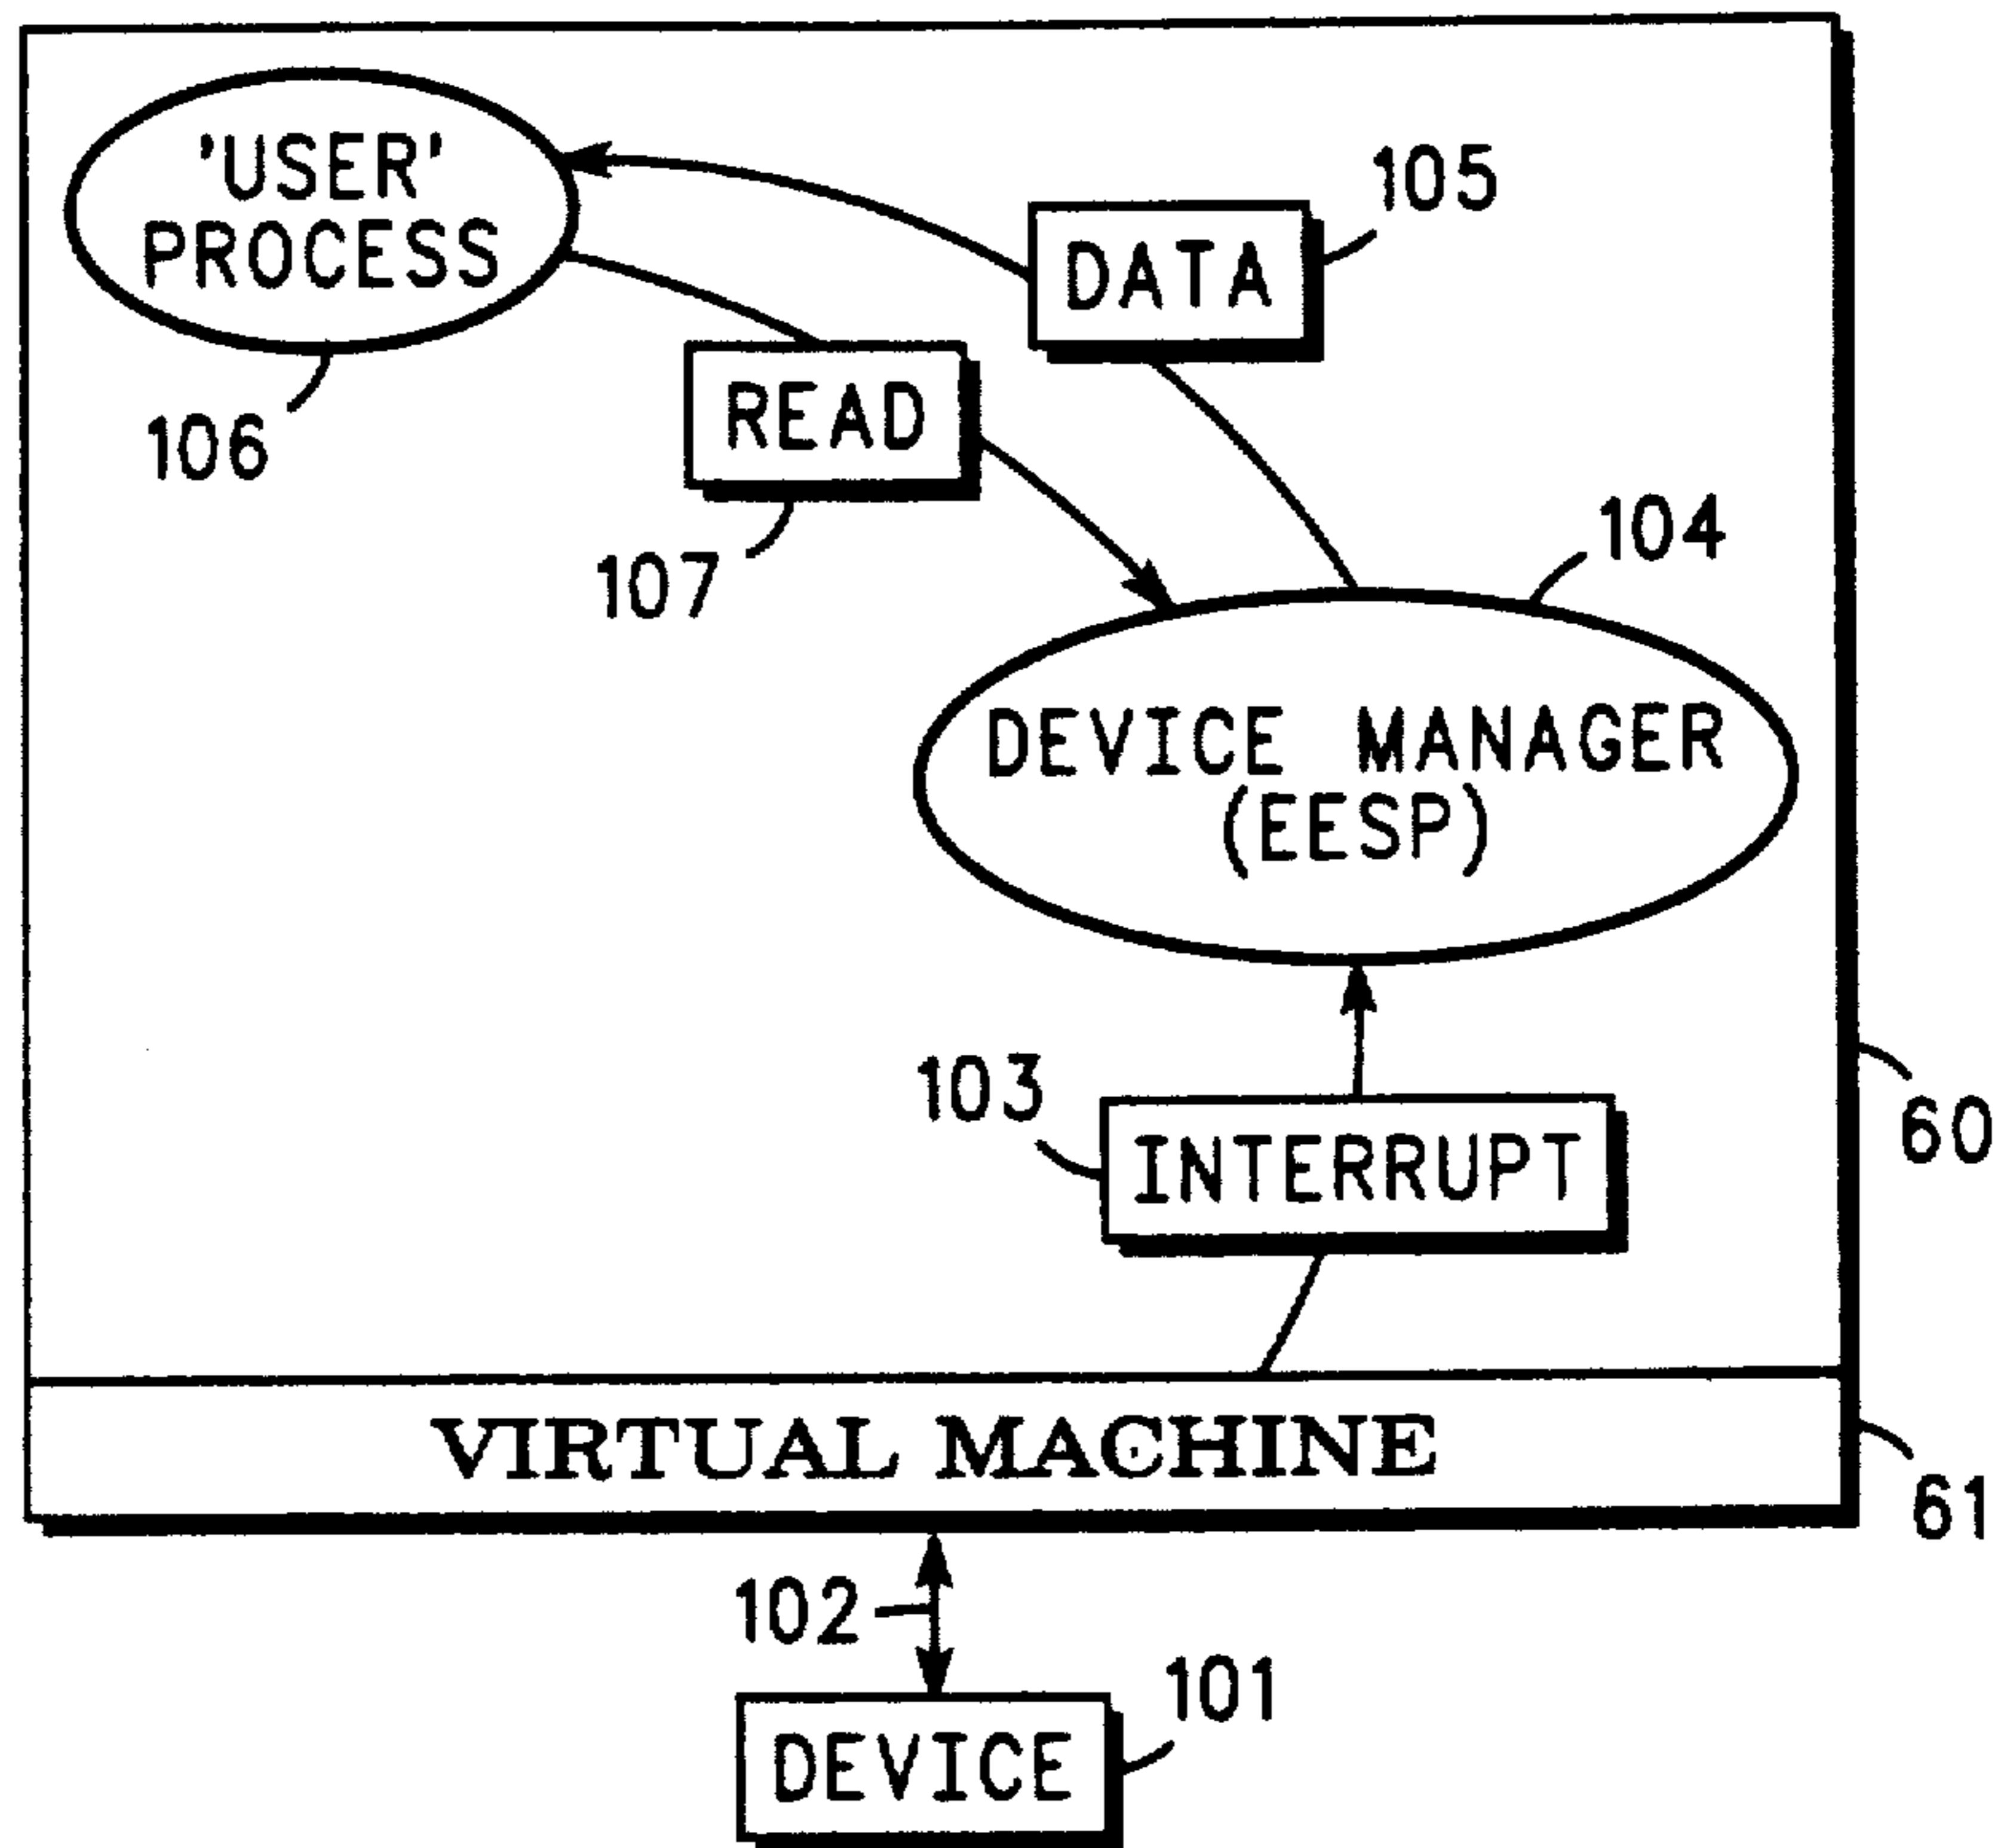 'USER'
PROCESS
106
READ
107
DATA
105
104
DEVICE MANAGER
(EESP)
103
INTERRUPT
60
VIRTUAL MACHINE
61
102
101
DEVICE